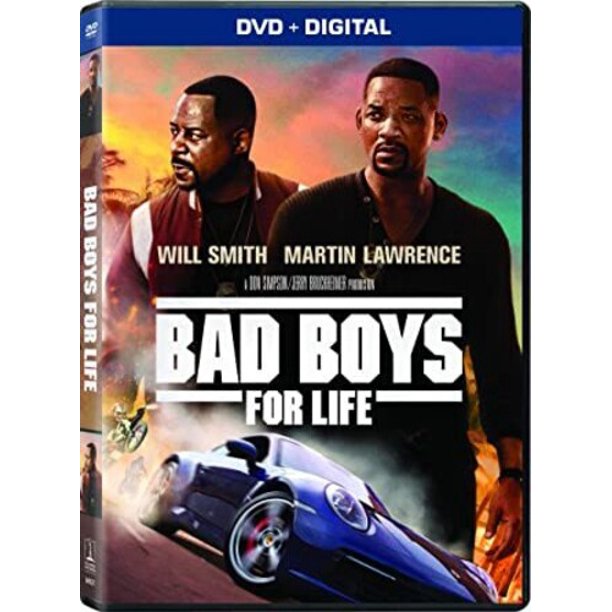 DVD + DIGITAL
WILL SMITH MARTIN LAWRENCE
A DON SIMPSON/JERRY BRUCKHEIMER PRODUCTION
BAD BOYS
FOR LIFE
DVD
BAD BOYS FOR LIFE